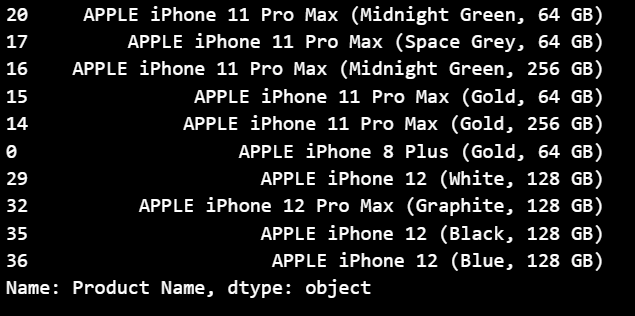 20     APPLE iPhone 11 Pro Max (Midnight Green, 64 GB)
17         APPLE iPhone 11 Pro Max (Space Grey, 64 GB)
16    APPLE iPhone 11 Pro Max (Midnight Green, 256 GB)
15               APPLE iPhone 11 Pro Max (Gold, 64 GB)
14              APPLE iPhone 11 Pro Max (Gold, 256 GB)
0                    APPLE iPhone 8 Plus (Gold, 64 GB)
29                     APPLE iPhone 12 (White, 128 GB)
32          APPLE iPhone 12 Pro Max (Graphite, 128 GB)
35                     APPLE iPhone 12 (Black, 128 GB)
36                      APPLE iPhone 12 (Blue, 128 GB)
Name: Product Name, dtype: object